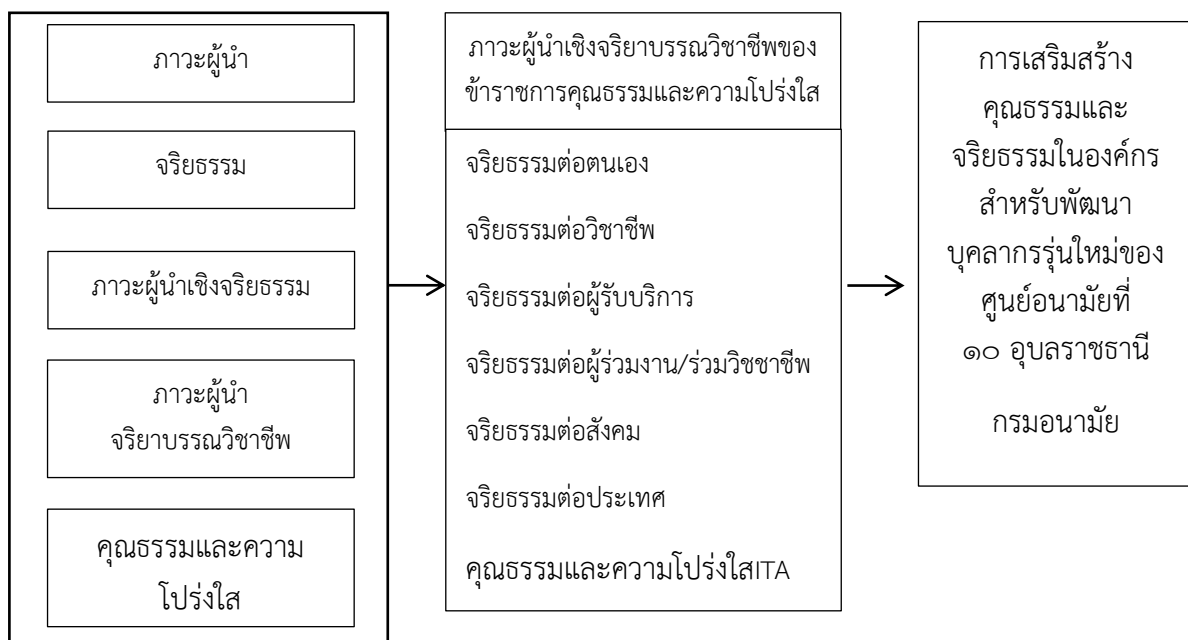 ภาวะผู้นำ
จริยธรรม
ภาวะผู้นำเชิงจริยธรรม
ภาวะผู้นำ
จริยาบรรณวิชาชีพ
คุณธรรมและความ
โปร่งใส
ภาวะผู้นำเชิงจริยาบรรณวิชาชีพของ
ข้าราชการคุณธรรมและความโปร่งใส
จริยธรรมต่อตนเอง
จริยธรรมต่อวิชาชีพ
จริยธรรมต่อผู้รับบริการ
จริยธรรมต่อผู้ร่วมงาน/ร่วมวิชชาชีพ
จริยธรรมต่อสังคม
จริยธรรมต่อประเทศ
คุณธรรมและความโปร่งใสITA
การเสริมสร้าง
คุณธรรมและ
จริยธรรมในองค์กร
สำหรับพัฒนา
บุคลากรรุ่นใหม่ของ
ศูนย์อนามัยที่
๑๐ อุบลราชธานี
กรมอนามัย